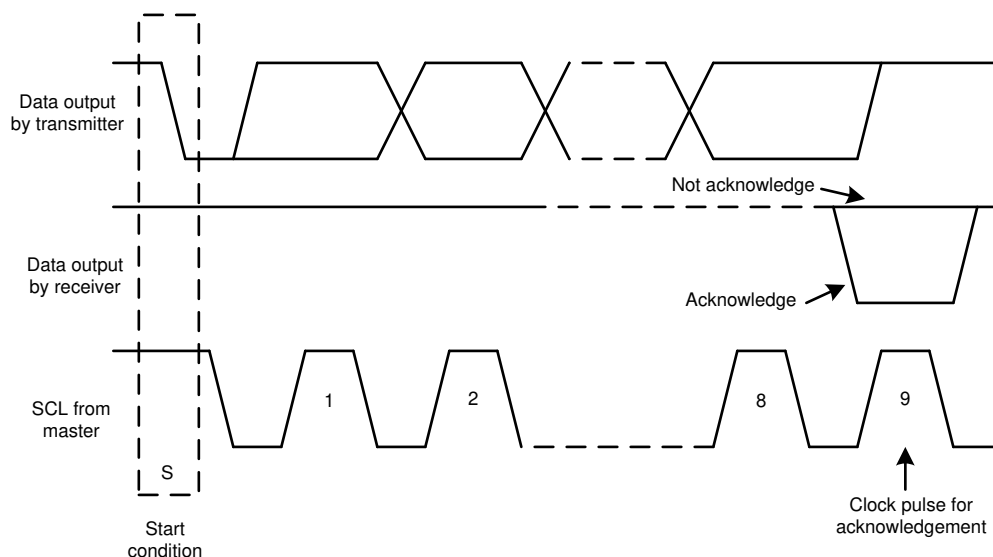 Data output
by transmitter
Not acknowledge
Data output
by receiver
Acknowledge
SCL from
master
1
2
8
9
S
Start
condition
Clock pulse for
acknowledgement